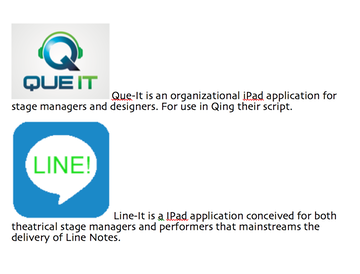 QUE IT
Que-It is an organizational iPad application for
stage managers and designers. For use in Qing their script.
LINE!
Line-It is a IPad application conceived for both
theatrical stage managers and performers that mainstreams the
delivery of Line Notes.